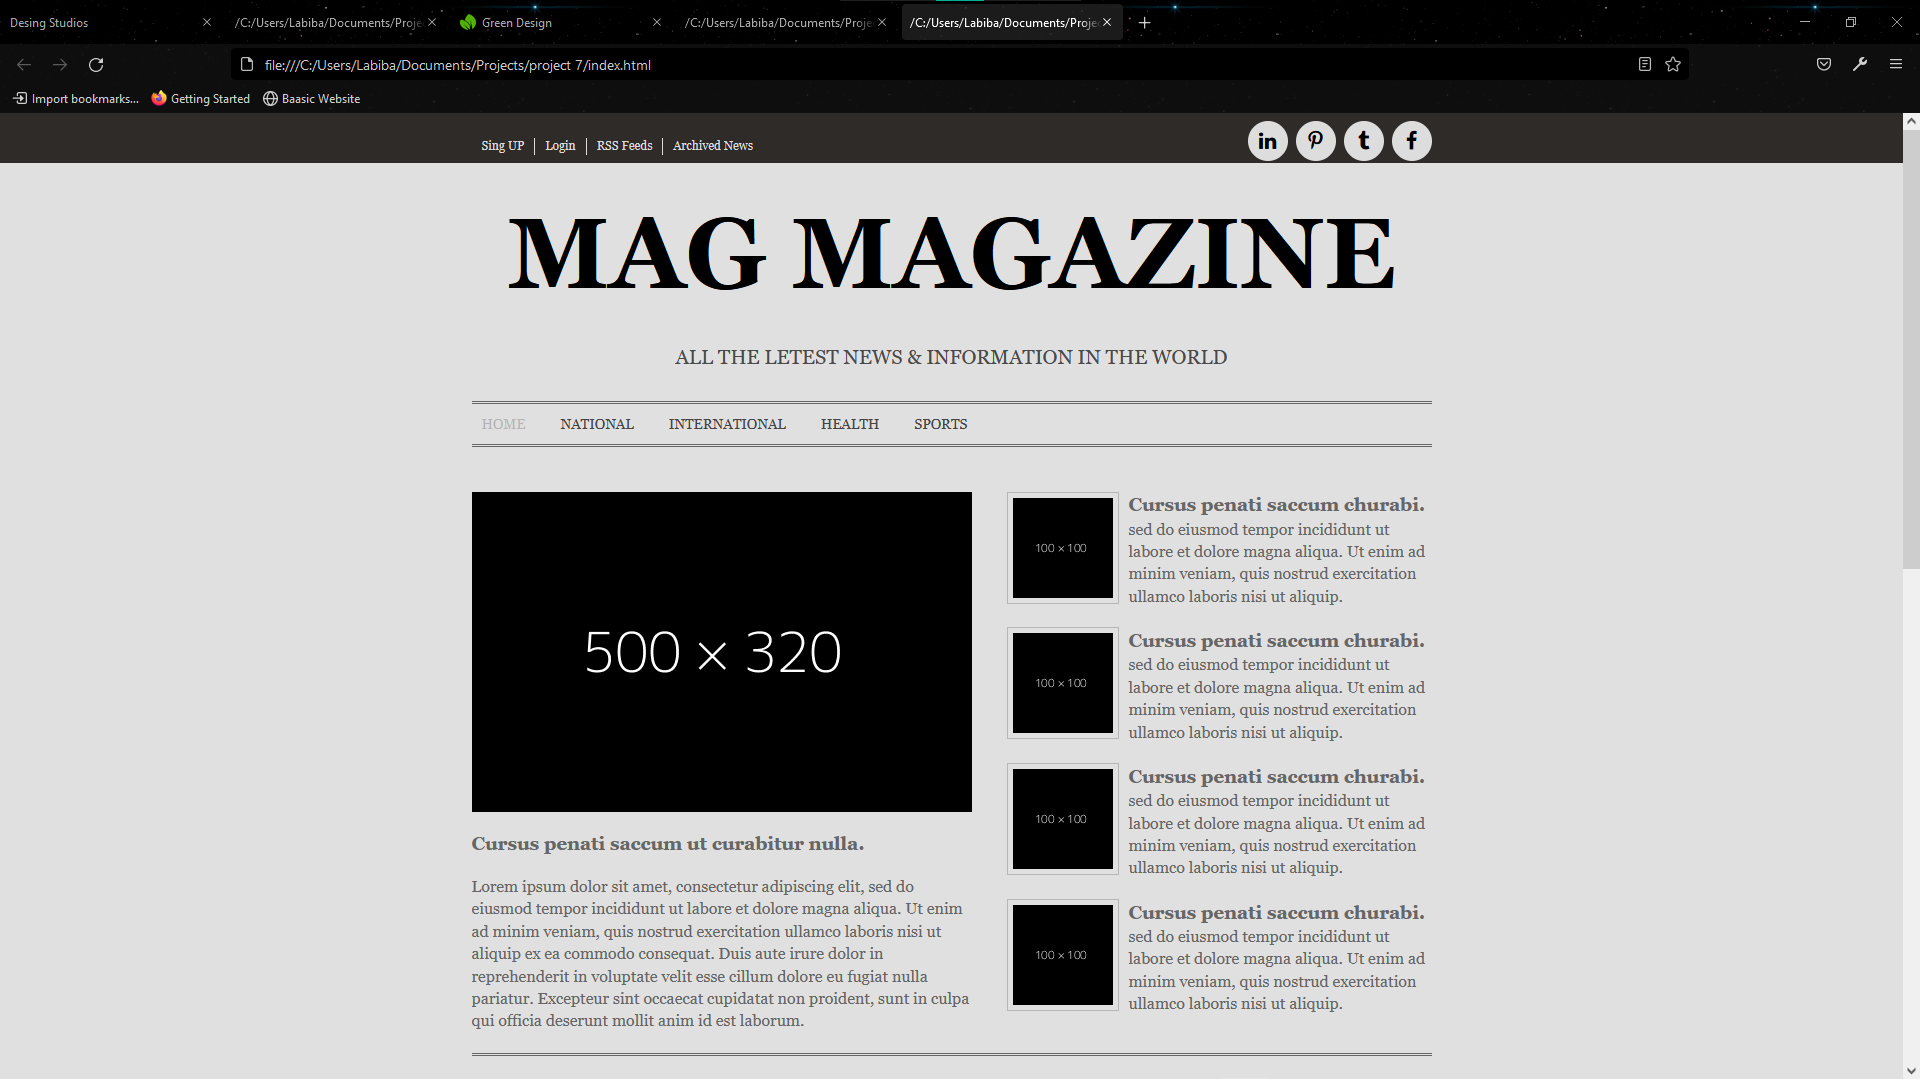 Desing Studios
/C:/Users/Labiba/Documents/Proje
Green Design
/C:/Users/Labiba/Documents/Proje
/C:/Users/Labiba/Documents/Proje
file:///C:/Users/Labiba/Documents/Projects/project 7/index.html
Import bookmarks...
Getting Started
Baasic Website
Sing UP
Login
RSS Feeds
Archived News
MAG MAGAZINE
ALL THE LETEST NEWS & INFORMATION IN THE WORLD
HOME
NATIONAL
INTERNATIONAL
HEALTH
SPORTS
500 × 320
Cursus penati saccum ut curabitur nulla.
Lorem ipsum dolor sit amet, consectetur adipiscing elit, sed do
eiusmod tempor incididunt ut labore et dolore magna aliqua. Ut enim
ad minim veniam, quis nostrud exercitation ullamco laboris nisi ut
aliquip ex ea commodo consequat. Duis aute irure dolor in
reprehenderit in voluptate velit esse cillum dolore eu fugiat nulla
pariatur. Excepteur sint occaecat cupidatat non proident, sunt in culpa
qui officia deserunt mollit anim id est laborum.
100 × 100
Cursus penati saccum churabi.
sed do eiusmod tempor incididunt ut
labore et dolore magna aliqua. Ut enim ad
minim veniam, quis nostrud exercitation
ullamco laboris nisi ut aliquip.
100 × 100
Cursus penati saccum churabi.
sed do eiusmod tempor incididunt ut
labore et dolore magna aliqua. Ut enim ad
minim veniam, quis nostrud exercitation
ullamco laboris nisi ut aliquip.
100 × 100
Cursus penati saccum churabi.
sed do eiusmod tempor incididunt ut
labore et dolore magna aliqua. Ut enim ad
minim veniam, quis nostrud exercitation
ullamco laboris nisi ut aliquip.
100 × 100
Cursus penati saccum churabi.
sed do eiusmod tempor incididunt ut
labore et dolore magna aliqua. Ut enim ad
minim veniam, quis nostrud exercitation
ullamco laboris nisi ut aliquip.